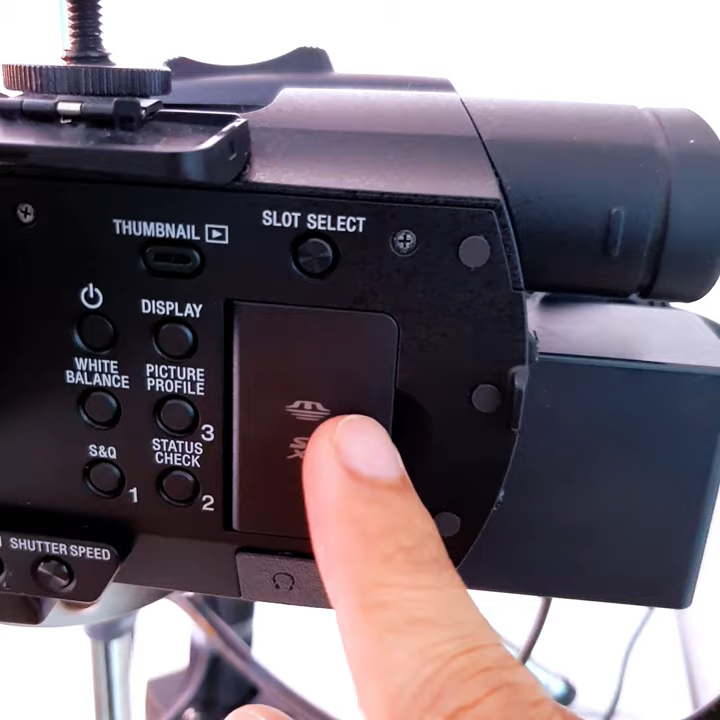 THUMBNAIL
SLOT SELECT
DISPLAY
WHITE
BALANCE
PICTURE
PROFILE
3
S&Q
1
STATUS
CHECK
2
SHUTTER SPEED